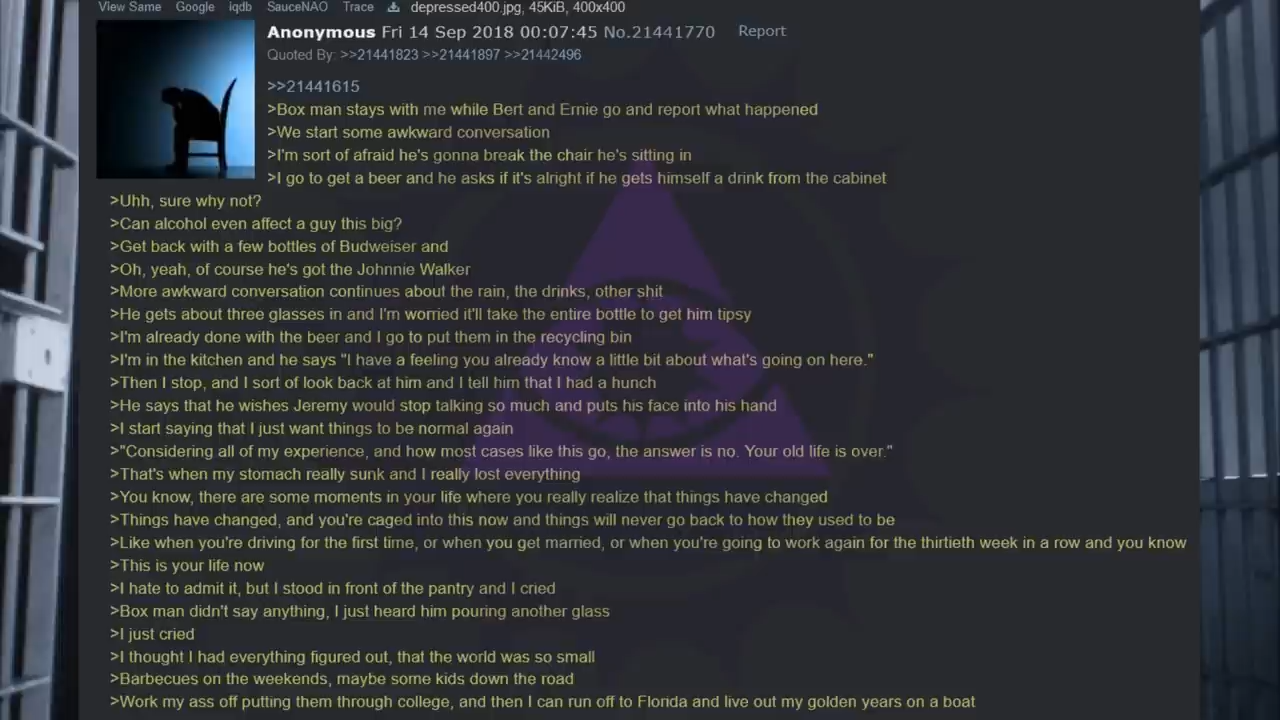 View Same Google iqdb SauceNAO Trace depressed400.jpg, 45KiB, 400x400
Anonymous Fri 14 Sep 2018 00:07:45 No.21441770 Report
Quoted By: >>21441823 >>21441897 >>21442496
>>21441615
>Box man stays with me while Bert and Ernie go and report what happened
>We start some awkward conversation
>I'm sort of afraid he's gonna break the chair he's sitting in
>I go to get a beer and he asks if it's alright if he gets himself a drink from the cabinet
>Uhh, sure why not?
>Can alcohol even affect a guy this big?
>Get back with a few bottles of Budweiser and
>Oh, yeah, of course he's got the Johnnie Walker
>More awkward conversation continues about the rain, the drinks, other shit
>He gets about three glasses in and I'm worried it'll take the entire bottle to get him tipsy
>I'm already done with the beer and I go to put them in the recycling bin
>I'm in the kitchen and he says "I have a feeling you already know a little bit about what's going on here."
>Then I stop, and I sort of look back at him and I tell him that I had a hunch
>He says that he wishes Jeremy would stop talking so much and puts his face into his hand
>I start saying that I just want things to be normal again
>"Considering all of my experience, and how most cases like this go, the answer is no. Your old life is over."
>That's when my stomach really sunk and I really lost everything
>You know, there are some moments in your life where you really realize that things have changed
>Things have changed, and you're caged into this now and things will never go back to how they used to be
>Like when you're driving for the first time, or when you get married, or when you're going to work again for the thirtieth week in a row and you know
>This is your life now
>I hate to admit it, but I stood in front of the pantry and I cried
>Box man didn't say anything, I just heard him pouring another glass
>I just cried
>I thought I had everything figured out, that the world was so small
>Barbecues on the weekends, maybe some kids down the road
>Work my ass off putting them through college, and then I can run off to Florida and live out my golden years on a boat